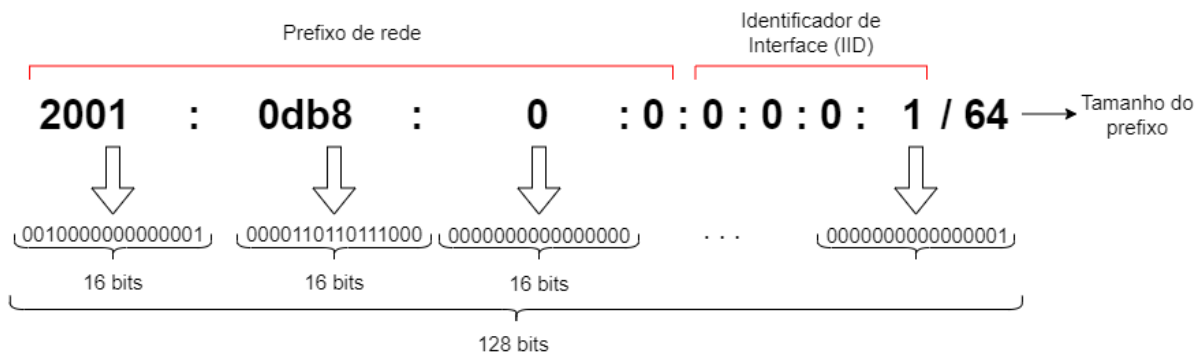 Prefixo de rede
Identificador de
Interface (IID)
2001 : 0db8 : 0 : 0 : 0 : 0 : 0 : 1 / 64
Tamanho do
prefixo
0010000000000001 0000110110111000 0000000000000000 . . . 0000000000000001
16 bits 16 bits 16 bits
128 bits